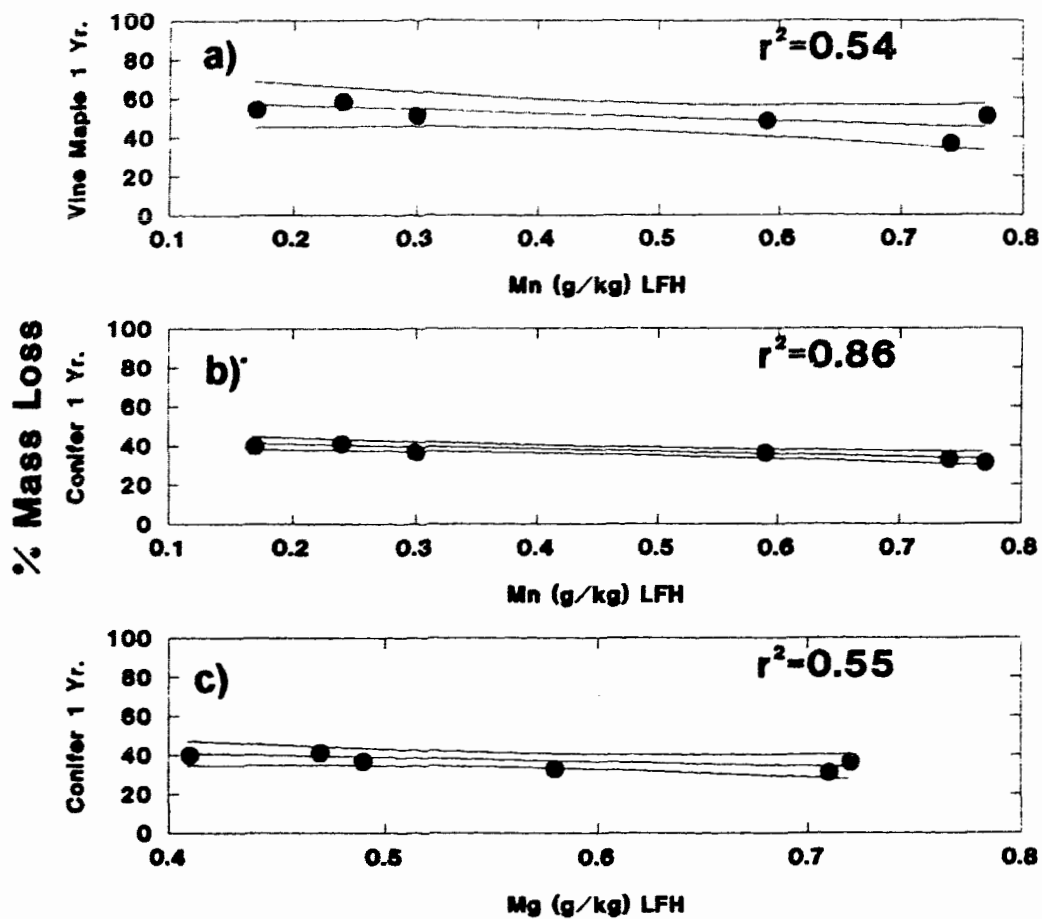 % Mass Loss
Vine Maple 1 Yr.
100
80
60
40
20
0
a)
r²=0.54
0.1 0.2 0.3 0.4 0.5 0.6 0.7 0.8
Mn (g/kg) LFH
Conifer 1 Yr.
100
80
60
40
20
0
b)
r²=0.86
0.1 0.2 0.3 0.4 0.5 0.6 0.7 0.8
Mn (g/kg) LFH
Conifer 1 Yr.
100
80
60
40
20
0
c)
r²=0.55
0.4 0.5 0.6 0.7 0.8
Mg (g/kg) LFH